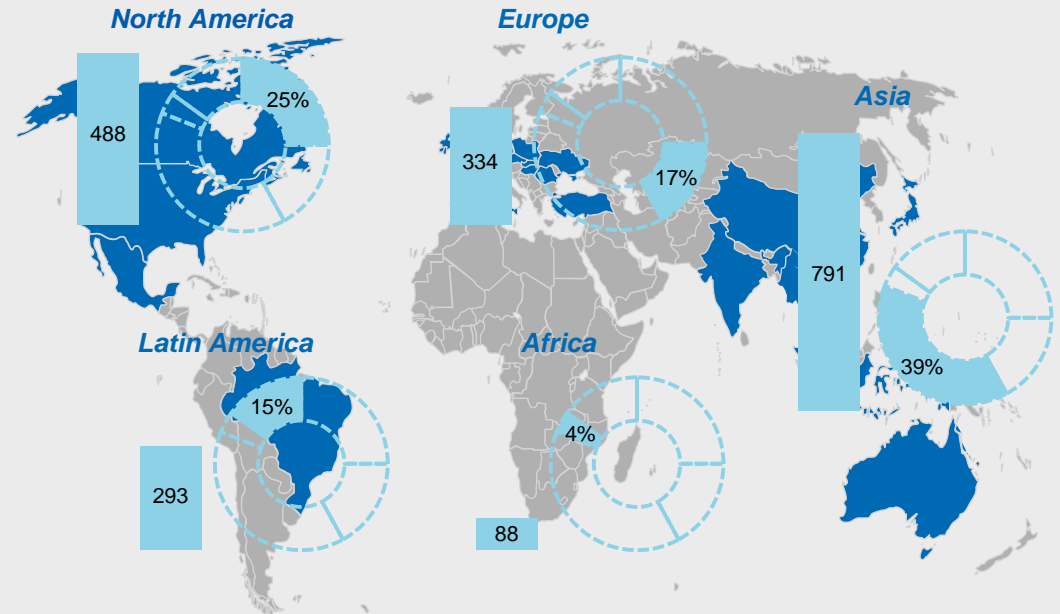 North America
Europe
Asia
25%
488
334
17%
791
Latin America
Africa
39%
15%
4%
293
88